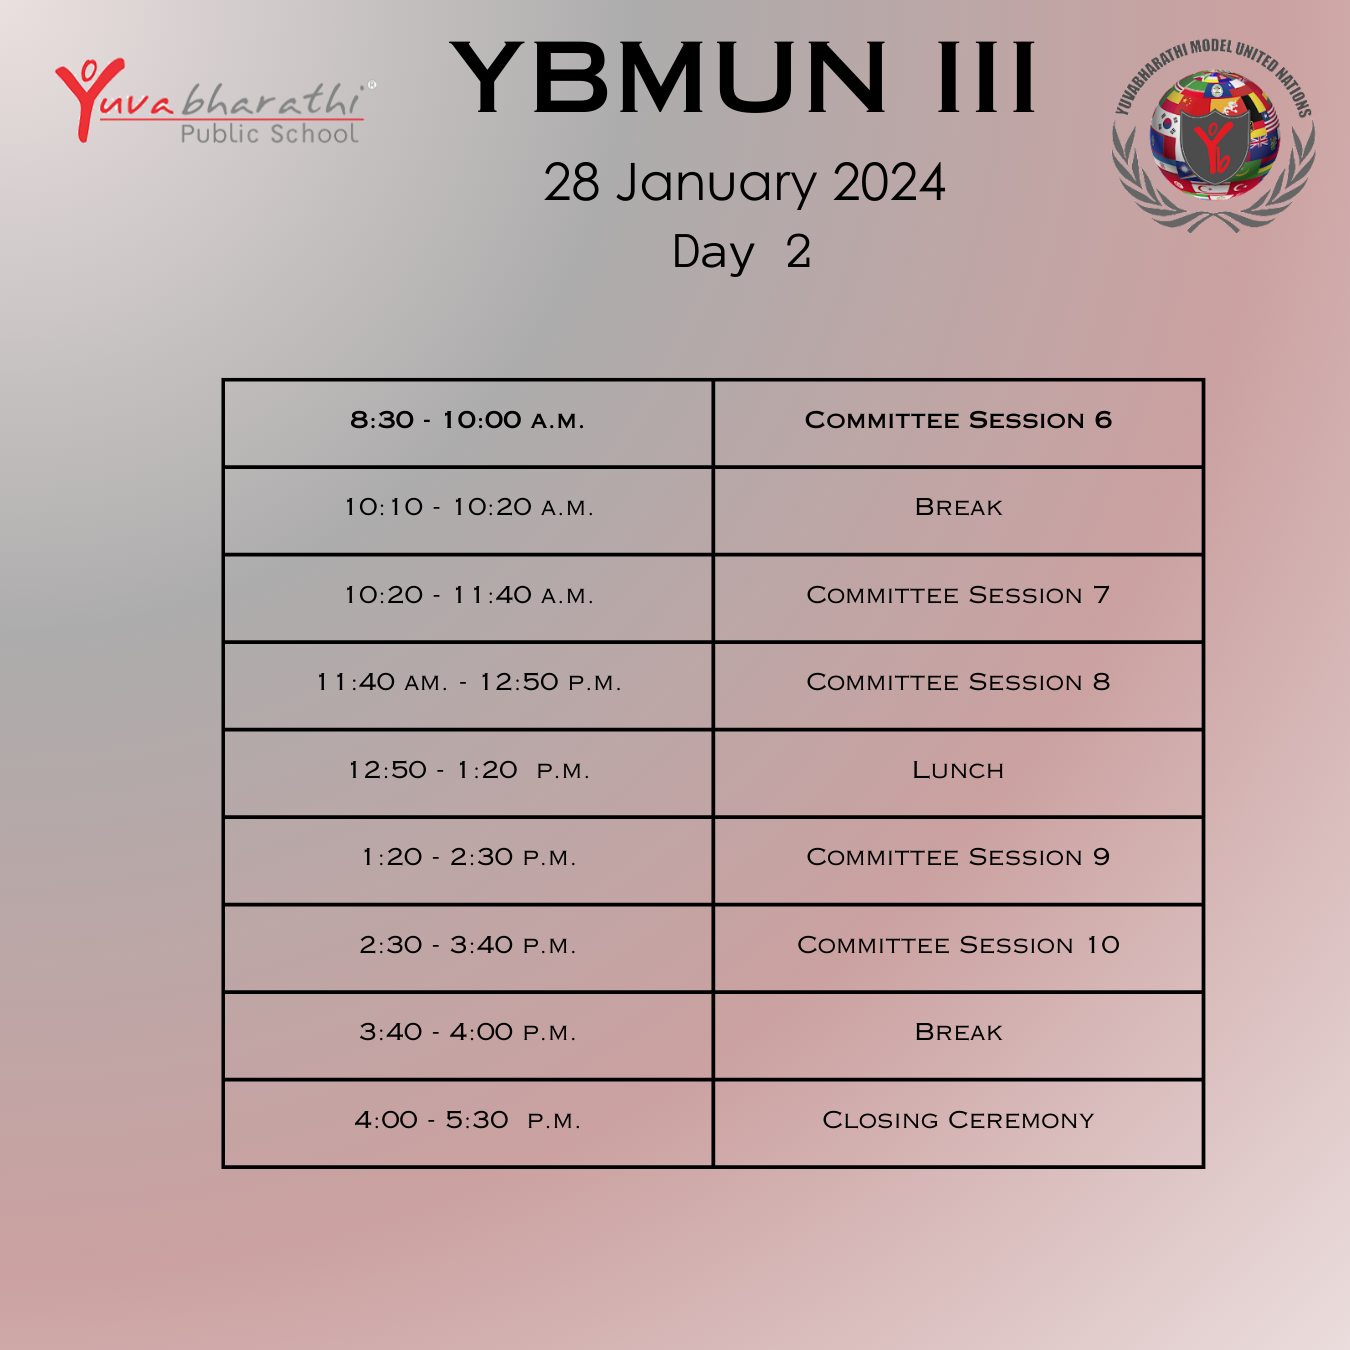 Yuvabharathi®
Public School
YBMUN III
28 January 2024
Day 2
YUVABHARATHI MODEL UNITED NATIONS
Yb
8:30 - 10:00 A.M. Committee Session 6
10:10 - 10:20 A.M. Break
10:20 - 11:40 A.M. Committee Session 7
11:40 AM. - 12:50 P.M. Committee Session 8
12:50 - 1:20 P.M. Lunch
1:20 - 2:30 P.M. Committee Session 9
2:30 - 3:40 P.M. Committee Session 10
3:40 - 4:00 P.M. Break
4:00 - 5:30 P.M. Closing Ceremony